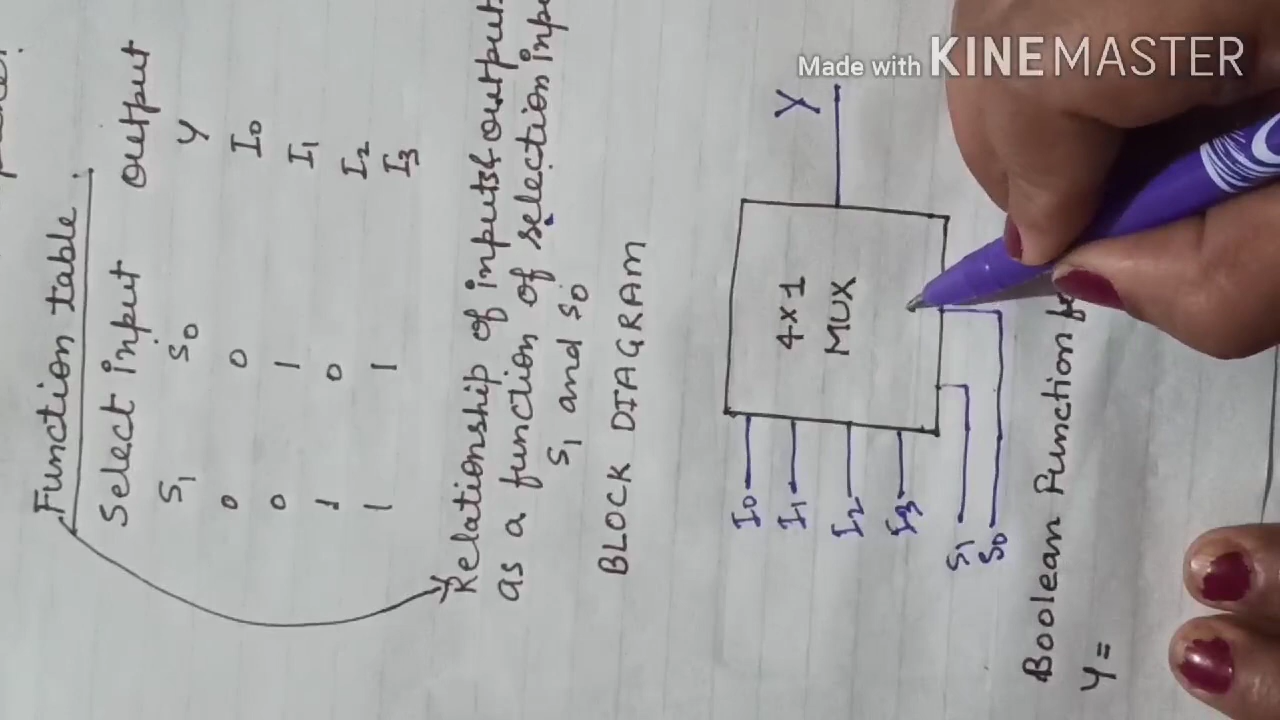 Function table
Select input output
S1 S0 Y
0 0 I0
0 1 I1
1 0 I2
1 1 I3
Relationship of inputs & output
as a function of selection
S1 and S0
BLOCK DIAGRAM
I0
I1
I2
I3
4x1
MUX
Y
S1
S0
Boolean Function
Y =
Made with KINEMASTER